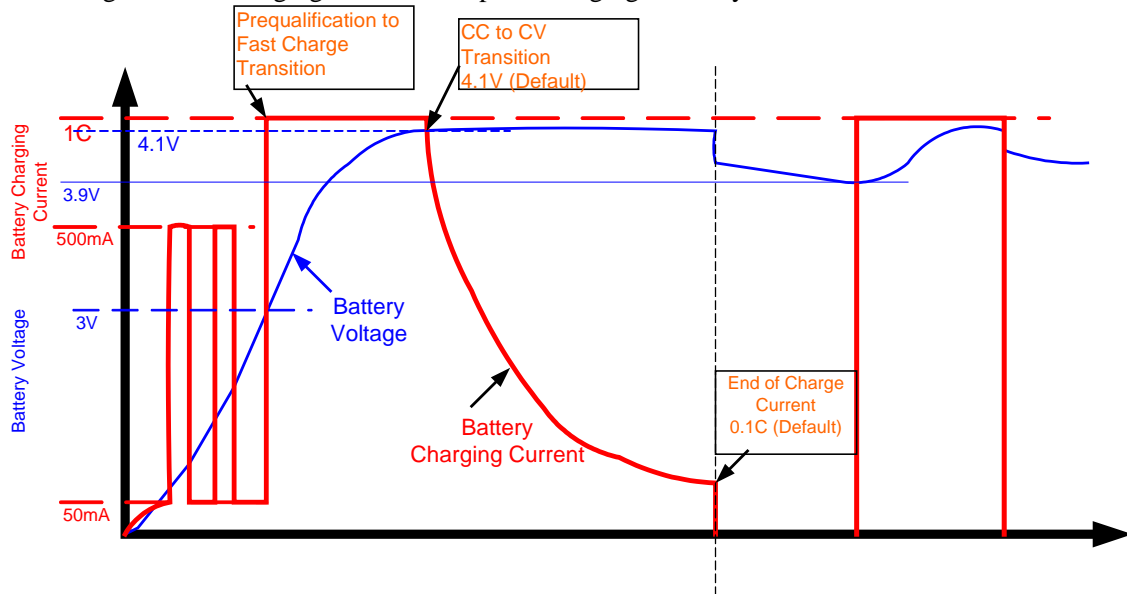 Prequalification to
Fast Charge
Transition
CC to CV
Transition
4.1V (Default)
1C
4.1V
3.9V
500mA
3V
50mA
Battery Charging
Current
Battery Voltage
Battery
Voltage
Battery
Charging Current
End of Charge
Current
0.1C (Default)